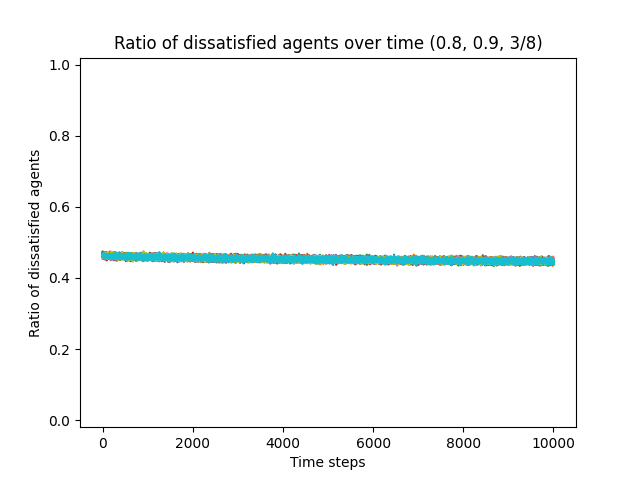 Ratio of dissatisfied agents over time (0.8, 0.9, 3/8)
1.0
0.8
0.6
0.4
0.2
0.0
Ratio of dissatisfied agents
0 2000 4000 6000 8000 10000
Time steps